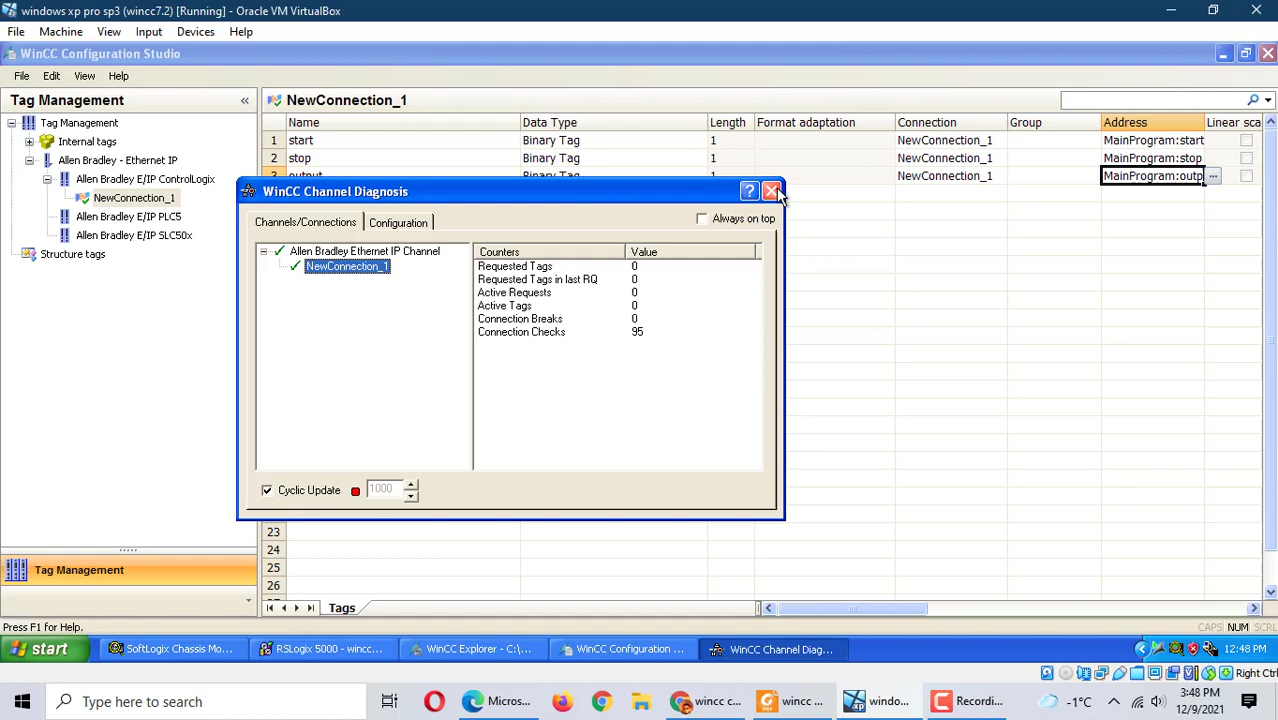 windows xp pro sp3 (wincc7.2) [Running] - Oracle VM VirtualBox
File Machine View Input Devices Help
WinCC Configuration Studio
File Edit View Help
Tag Management «
NewConnection_1
Tag Management
Internal tags
Allen Bradley - Ethernet IP
Allen Bradley E/IP ControlLogix
NewConnection_1
Allen Bradley E/IP PLC5
Allen Bradley E/IP SLC50x
Structure tags
Name Data Type Length Format adaptation Connection Group Address Linear sca
1 start Binary Tag 1 NewConnection_1 MainProgram:start
2 stop Binary Tag 1 NewConnection_1 MainProgram:stop
3 output Binary Tag 1 NewConnection_1 MainProgram:outp ...
WinCC Channel Diagnosis
Channels/Connections Configuration Always on top
Allen Bradley Ethernet IP Channel
NewConnection_1
Counters Value
Requested Tags 0
Requested Tags in last RQ 0
Active Requests 0
Active Tags 0
Connection Breaks 0
Connection Checks 95
Cyclic Update 1000
23
24
25
26
Tag Management
Tags
Press F1 for Help.
CAPS NUM SCRL
start SoftLogix Chassis Mo... RSLogix 5000 - wincc... WinCC Explorer - C:\... WinCC Configuration ... WinCC Channel Diag... 12:48 PM
Right Ctrl
Type here to search
Micros... wincc c... wincc ... windo... Recordi... -1°C
3:48 PM
12/9/2021